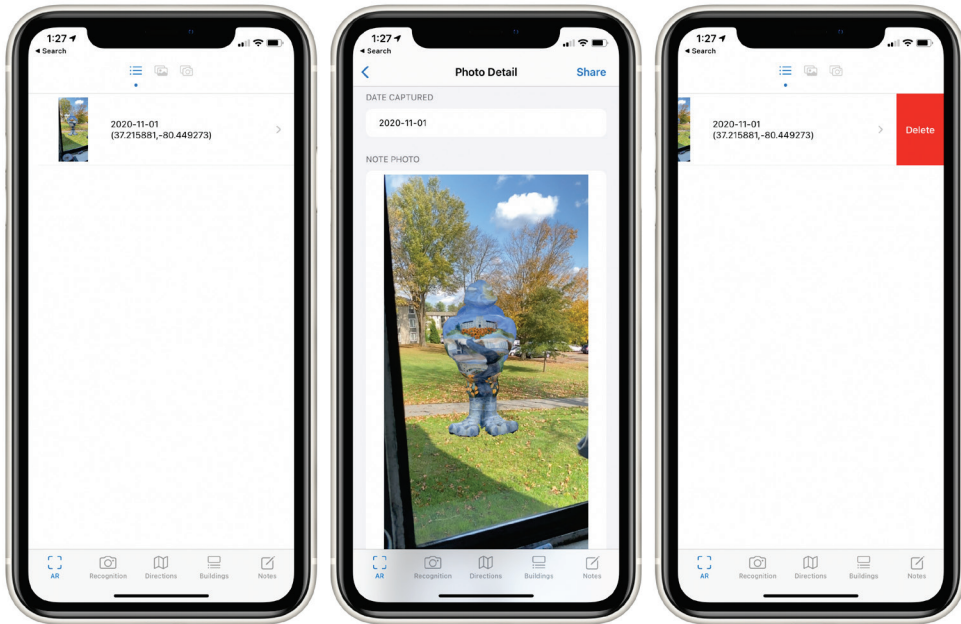 1:27
Search
2020-11-01
(37.215881,-80.449273)
AR
Recognition
Directions
Buildings
Notes
1:27
Search
Photo Detail
Share
DATE CAPTURED
2020-11-01
NOTE PHOTO
AR
Recognition
Directions
Buildings
Notes
1:27
Search
2020-11-01
(37.215881,-80.449273)
Delete
AR
Recognition
Directions
Buildings
Notes